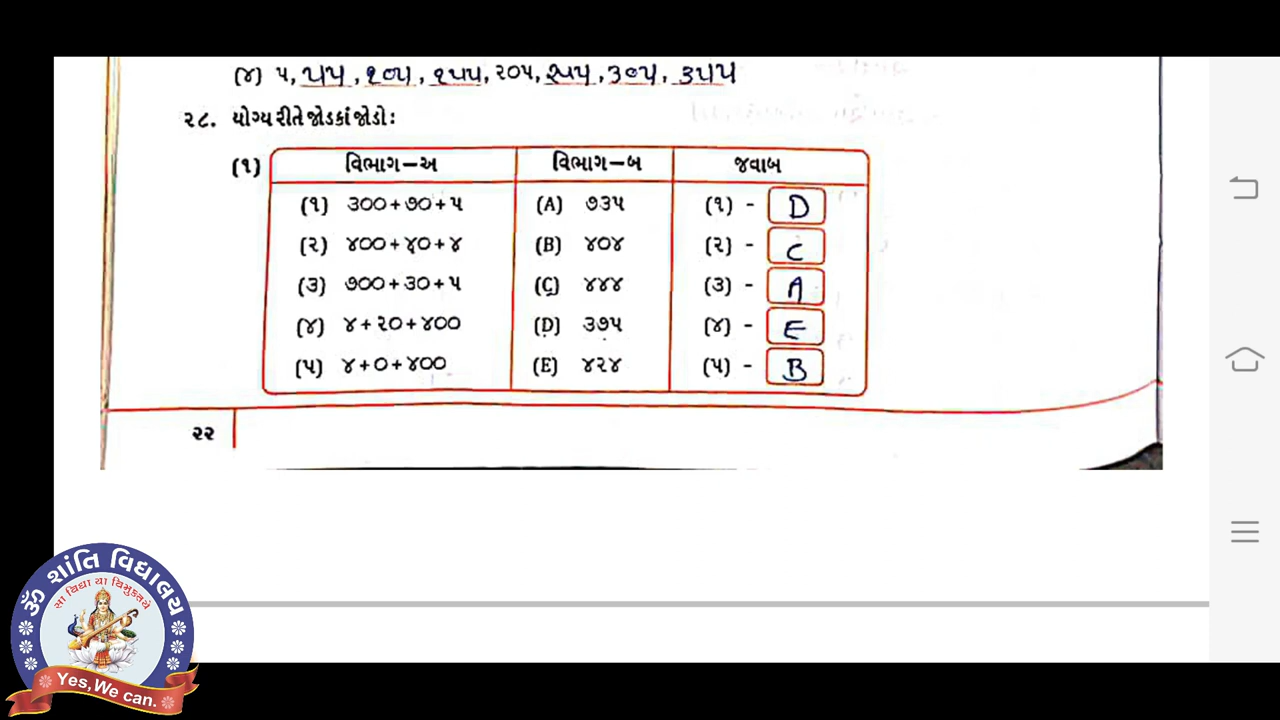 (૪) ૫, ૫૫, ૧૦૫, ૧૫૫, ૨૦૫, ૨૫૫, ૩૦૫, ૩૫૫
૨૮. યોગ્ય રીતે જોડકાં જોડો:
(૧) વિભાગ-અ વિભાગ-બ જવાબ
(૧) ૩૦૦+૭૦+૫ (A) ૭૩૫ (૧) - D
(૨) ૪૦૦+૪૦+૪ (B) ૪૦૪ (૨) - C
(૩) ૭૦૦+૩૦+૫ (C) ૪૪૪ (૩) - A
(૪) ૪+૨૦+૪૦૦ (D) ૩૭૫ (૪) - E
(૫) ૪+૦+૪૦૦ (E) ૪૨૪ (૫) - B
૨૨
ૐ શાંતિ વિદ્યાલય
સા વિદ્યા યા વિમુક્તયે
Yes, We can.